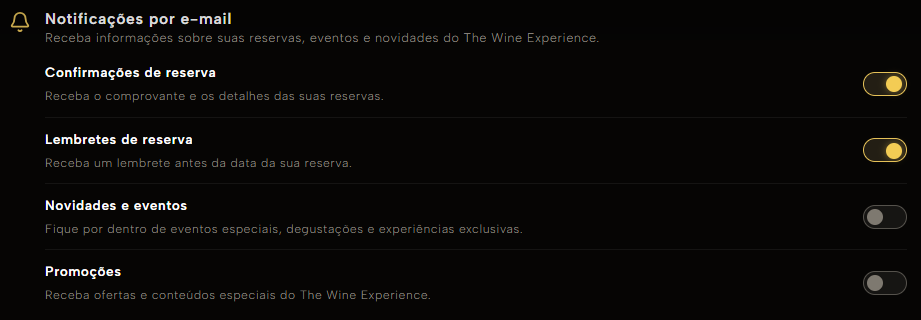 Notificações por e-mail
Receba informações sobre suas reservas, eventos e novidades do The Wine Experience.
Confirmações de reserva
Receba o comprovante e os detalhes das suas reservas.
Lembretes de reserva
Receba um lembrete antes da data da sua reserva.
Novidades e eventos
Fique por dentro de eventos especiais, degustações e experiências exclusivas.
Promoções
Receba ofertas e conteúdos especiais do The Wine Experience.